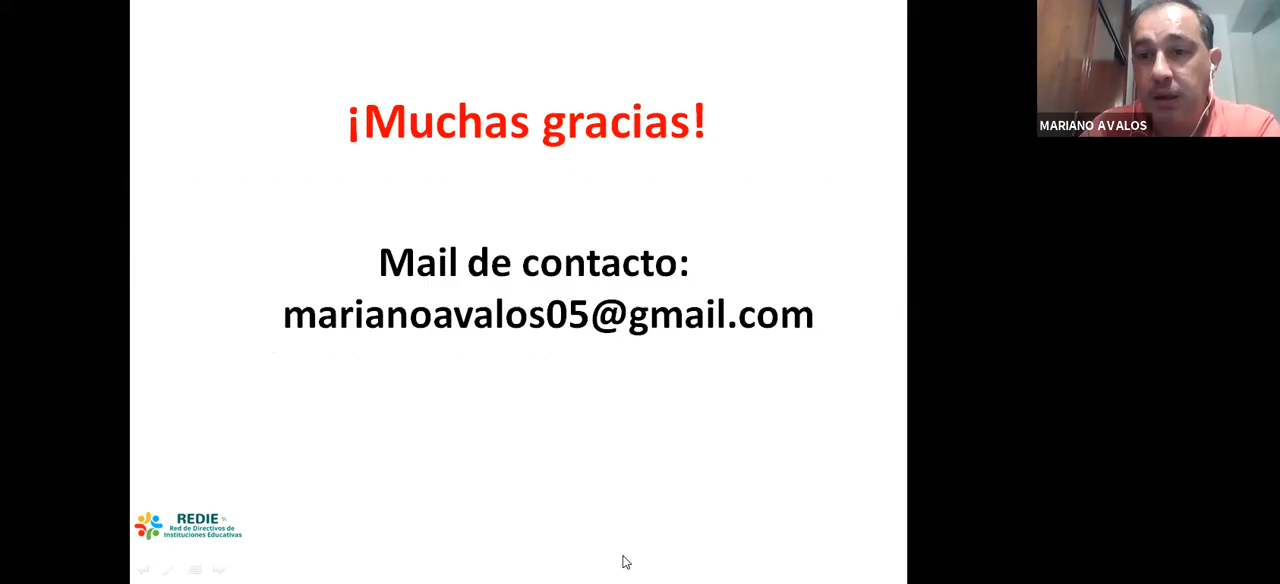 ¡Muchas gracias!
Mail de contacto:
marianoavalos05@gmail.com
MARIANO AVALOS
REDIE
Red de Directivos de
Instituciones Educativas